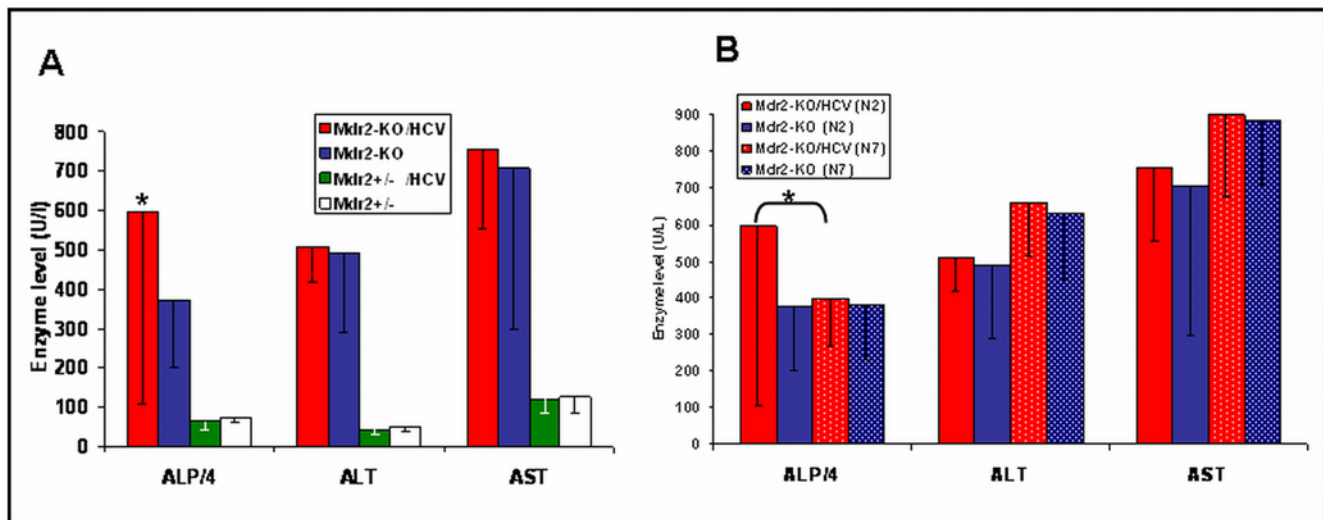 A
Enzyme level (U/l)
800
700
600
500
400
300
200
100
0
*
Mdr2-KO/HCV
Mdr2-KO
Mdr2+/- /HCV
Mdr2+/-
ALP/4 ALT AST
B
Enzyme level (U/L)
900
800
700
600
500
400
300
200
100
0
Mdr2-KO/HCV (N2)
Mdr2-KO (N2)
Mdr2-KO/HCV (N7)
Mdr2-KO (N7)
*
ALP/4 ALT AST